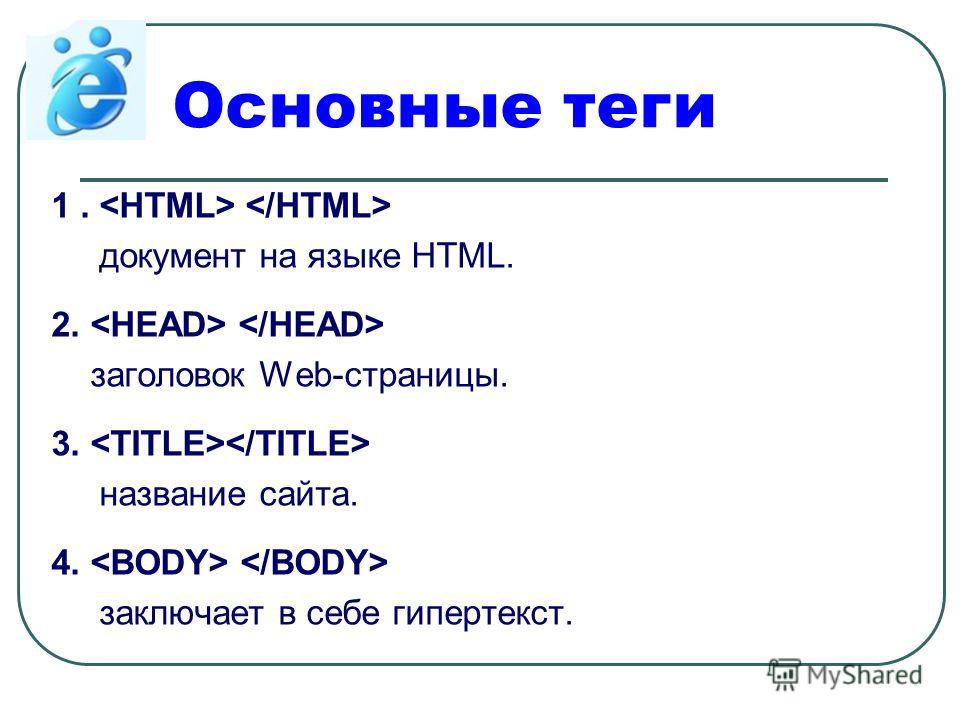 Основные теги
1 . <HTML> </HTML>
документ на языке HTML.
2. <HEAD> </HEAD>
заголовок Web-страницы.
3. <TITLE></TITLE>
название сайта.
4. <BODY> </BODY>
заключает в себе гипертекст.
MyShared